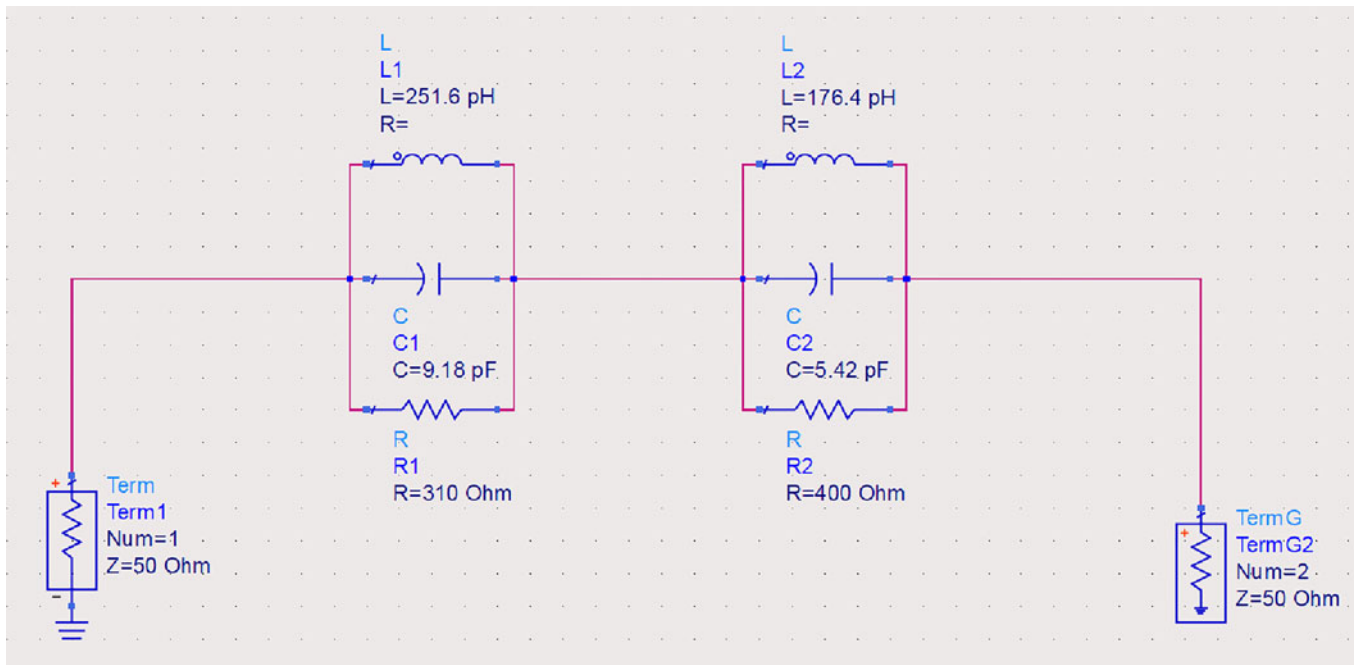 L
L1
L=251.6 pH
R=
L
L2
L=176.4 pH
R=
C
C1
C=9.18 pF
C
C2
C=5.42 pF
R
R1
R=310 Ohm
R
R2
R=400 Ohm
+
Term
Term1
Num=1
Z=50 Ohm
-
+
TermG
TermG2
Num=2
Z=50 Ohm